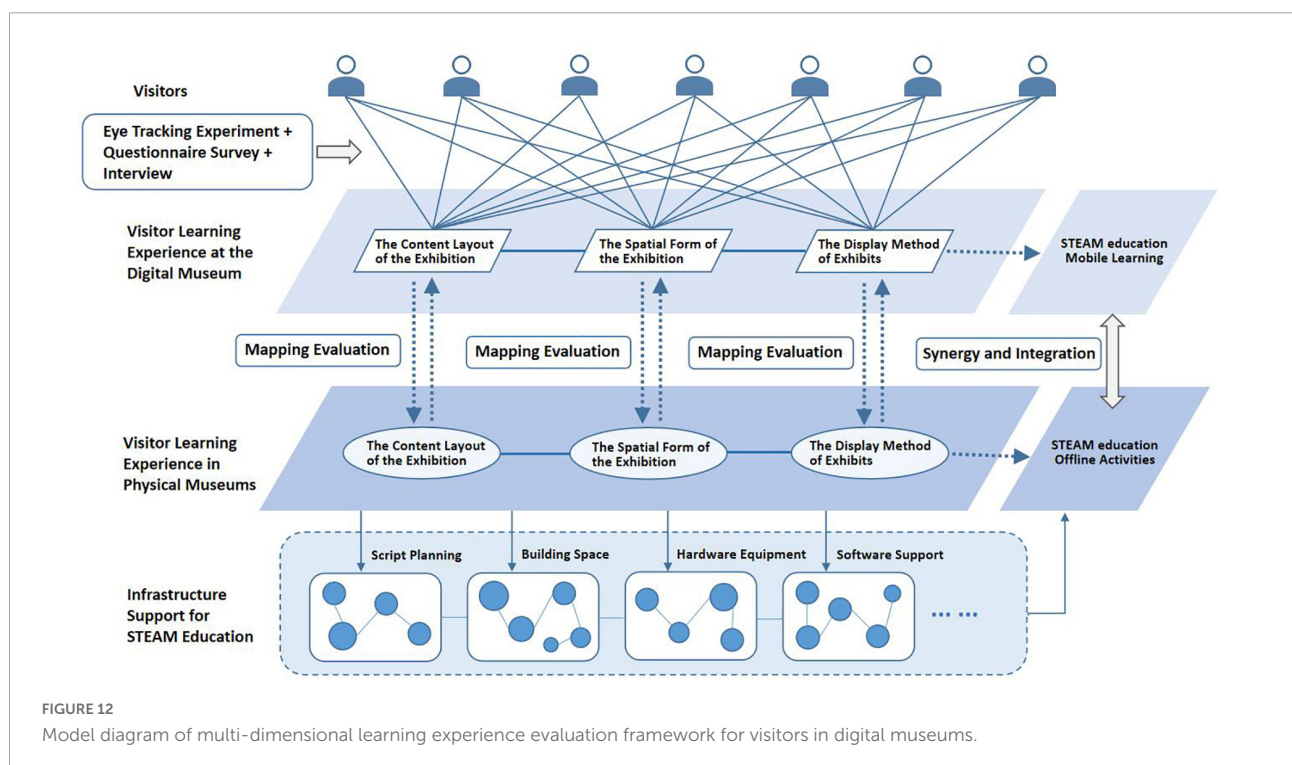 Visitors
Eye Tracking Experiment +
Questionnaire Survey +
Interview
Visitor Learning
Experience at the
Digital Museum
The Content Layout
of the Exhibition
The Spatial Form of
the Exhibition
The Display Method
of Exhibits
STEAM education
Mobile Learning
Mapping Evaluation
Mapping Evaluation
Mapping Evaluation
Synergy and Integration
Visitor Learning
Experience in
Physical Museums
The Content Layout
of the Exhibition
The Spatial Form of
the Exhibition
The Display Method
of Exhibits
STEAM education
Offline Activities
Script Planning
Building Space
Hardware Equipment
Software Support
Infrastructure
Support for
STEAM Education
... ...
FIGURE 12
Model diagram of multi-dimensional learning experience evaluation framework for visitors in digital museums.